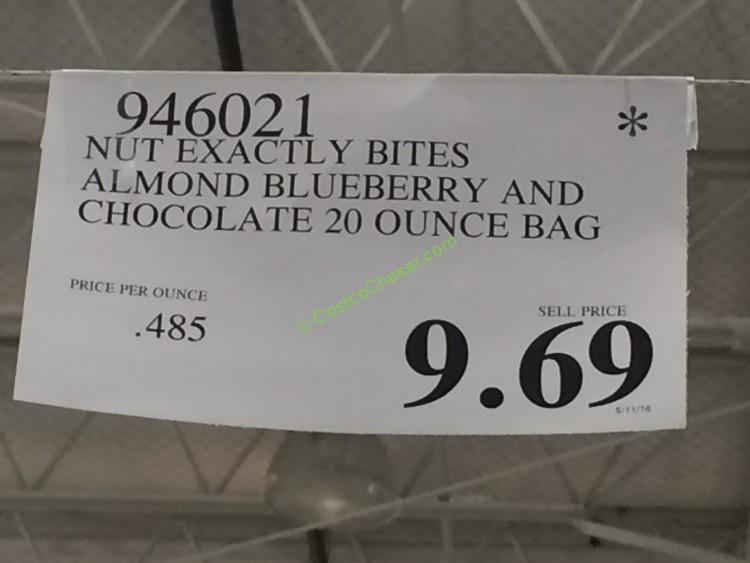 946021
*
NUT EXACTLY BITES
ALMOND BLUEBERRY AND
CHOCOLATE 20 OUNCE BAG
© CostcoChaser.com
PRICE PER OUNCE
.485
SELL PRICE
9.69
5/11/16